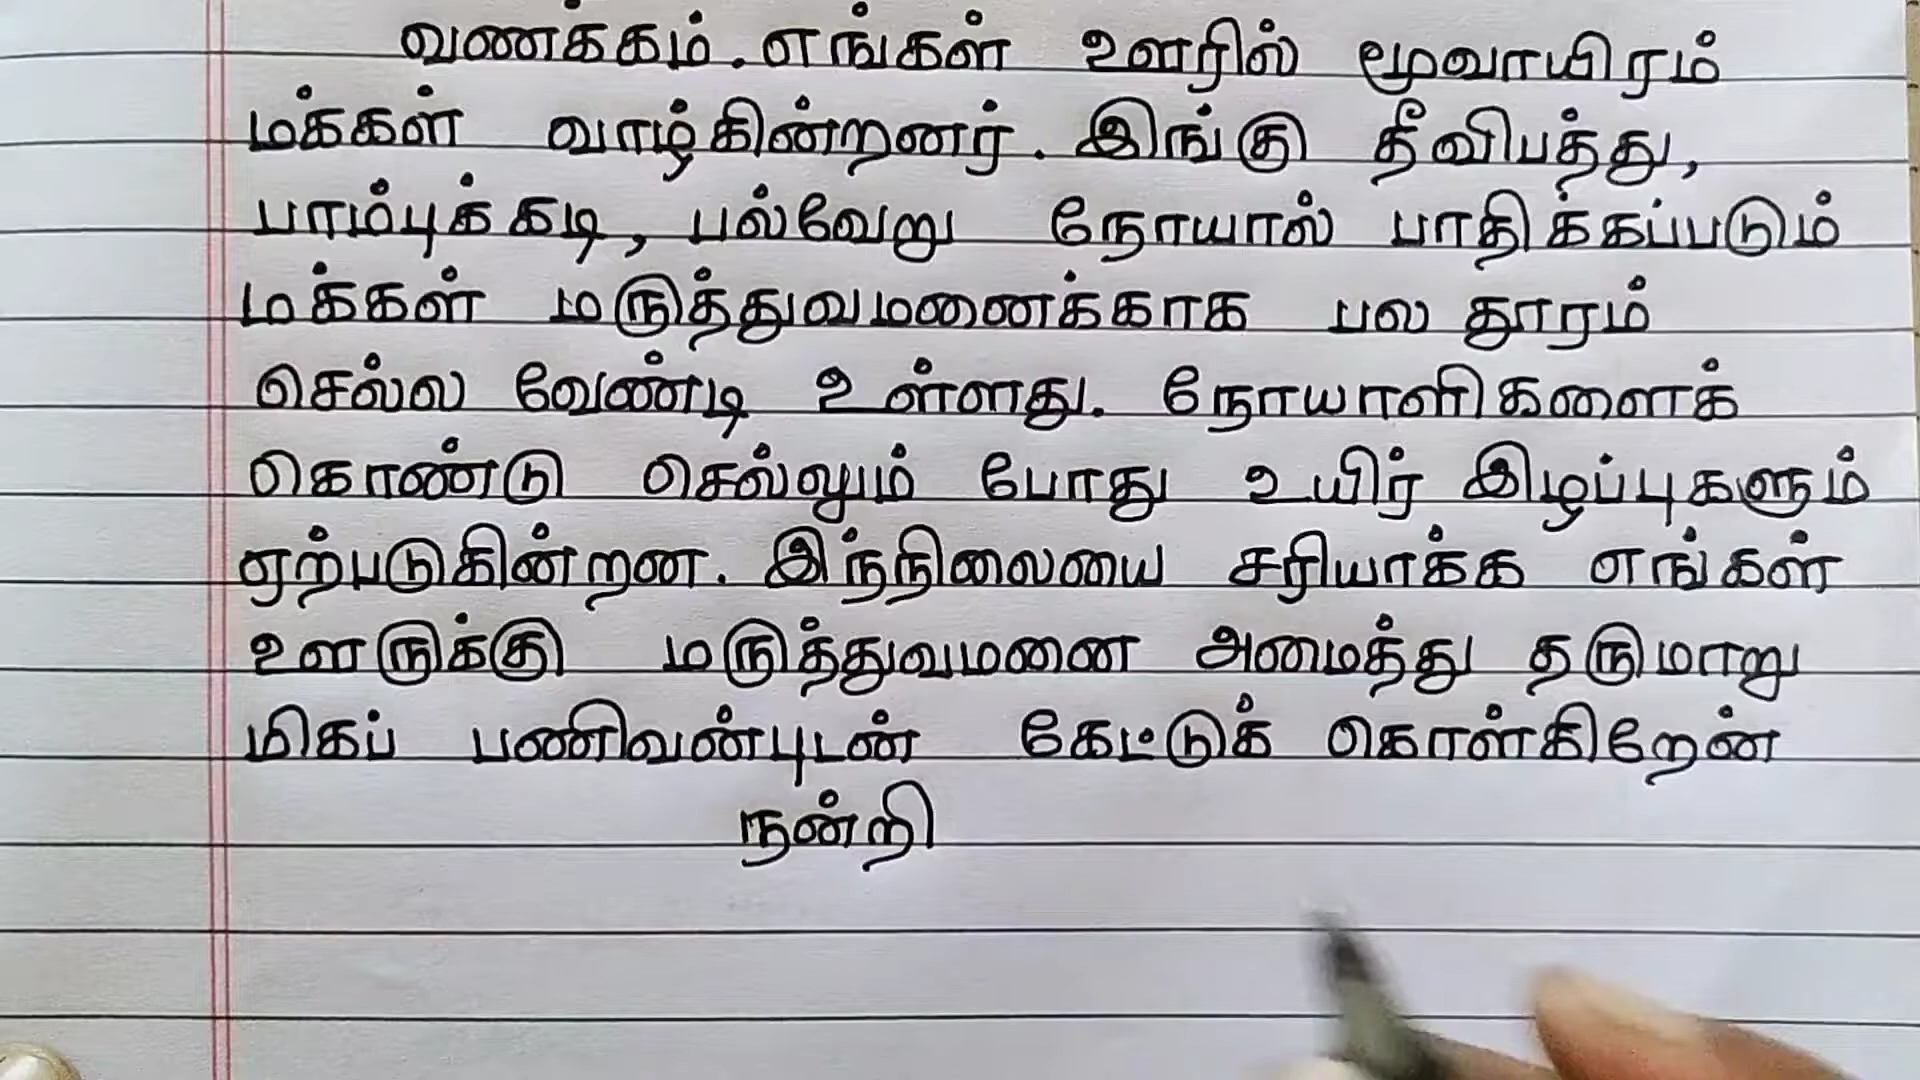 வணக்கம். எங்கள் ஊரில் மூவாயிரம்
மக்கள் வாழ்கின்றனர். இங்கு தீவிபத்து,
பாம்புக்கடி, பல்வேறு நோயால் பாதிக்கப்படும்
மக்கள் மருத்துவமனைக்காக பல தூரம்
செல்ல வேண்டி உள்ளது. நோயாளிகளைக்
கொண்டு செல்லும் போது உயிர் இழப்புகளும்
ஏற்படுகின்றன. இந்நிலையை சரியாக்க எங்கள்
ஊருக்கு மருத்துவமனை அமைத்து தருமாறு
மிகப் பணிவன்புடன் கேட்டுக் கொள்கிறேன்
நன்றி